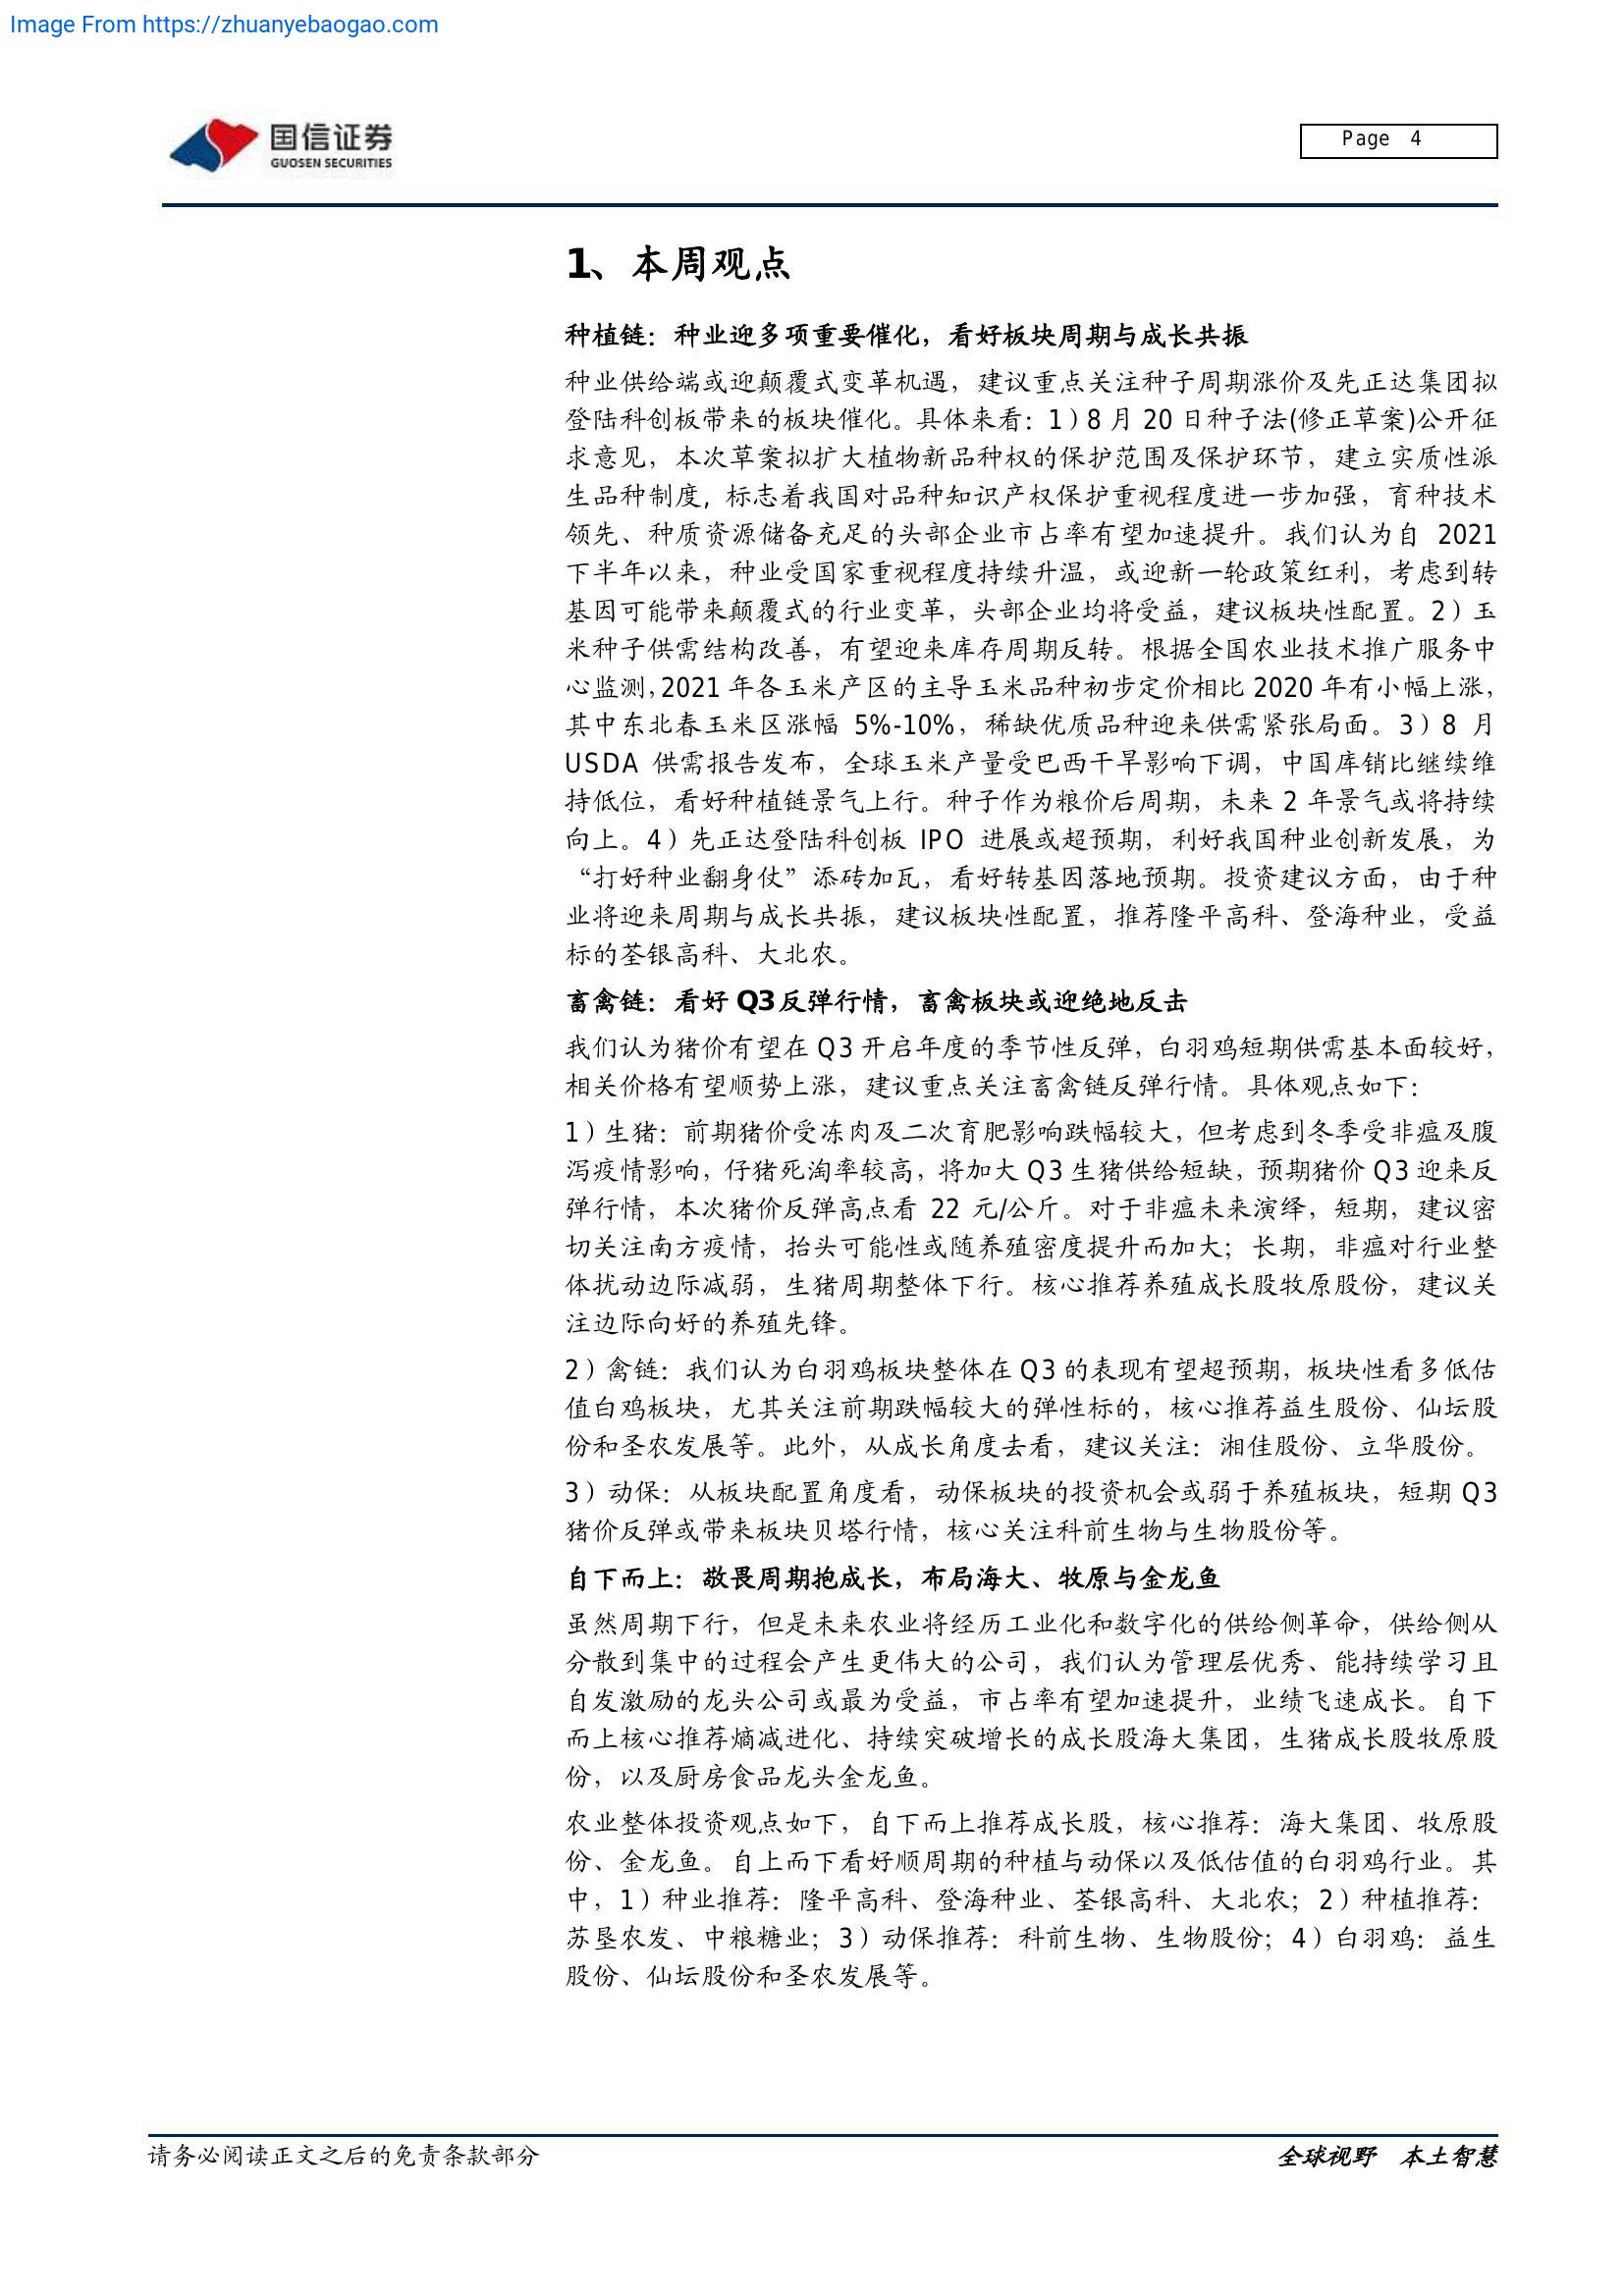 Image From https://zhuanyebaogao.com
国信证券
GUOSEN SECURITIES
Page 4
1、本周观点
种植链：种业迎多项重要催化，看好板块周期与成长共振
种业供给端或迎颠覆式变革机遇，建议重点关注种子周期涨价及先正达集团拟
登陆科创板带来的板块催化。具体来看：1）8 月 20 日种子法(修正草案)公开征
求意见，本次草案拟扩大植物新品种权的保护范围及保护环节，建立实质性派
生品种制度，标志着我国对品种知识产权保护重视程度进一步加强，育种技术
领先、种质资源储备充足的头部企业市占率有望加速提升。我们认为自 2021
下半年以来，种业受国家重视程度持续升温，或迎新一轮政策红利，考虑到转
基因可能带来颠覆式的行业变革，头部企业均将受益，建议板块性配置。2）玉
米种子供需结构改善，有望迎来库存周期反转。根据全国农业技术推广服务中
心监测，2021 年各玉米产区的主导玉米品种初步定价相比 2020 年有小幅上涨，
其中东北春玉米区涨幅 5%-10%，稀缺优质品种迎来供需紧张局面。3）8 月
USDA 供需报告发布，全球玉米产量受巴西干旱影响下调，中国库销比继续维
持低位，看好种植链景气上行。种子作为粮价后周期，未来 2 年景气或将持续
向上。4）先正达登陆科创板 IPO 进展或超预期，利好我国种业创新发展，为
“打好种业翻身仗”添砖加瓦，看好转基因落地预期。投资建议方面，由于种
业将迎来周期与成长共振，建议板块性配置，推荐隆平高科、登海种业，受益
标的荃银高科、大北农。
畜禽链：看好 Q3 反弹行情，畜禽板块或迎绝地反击
我们认为猪价有望在 Q3 开启年度的季节性反弹，白羽鸡短期供需基本面较好，
相关价格有望顺势上涨，建议重点关注畜禽链反弹行情。具体观点如下：
1）生猪：前期猪价受冻肉及二次育肥影响跌幅较大，但考虑到冬季受非瘟及腹
泻疫情影响，仔猪死淘率较高，将加大 Q3 生猪供给短缺，预期猪价 Q3 迎来反
弹行情，本次猪价反弹高点看 22 元/公斤。对于非瘟未来演绎，短期，建议密
切关注南方疫情，抬头可能性或随养殖密度提升而加大；长期，非瘟对行业整
体扰动边际减弱，生猪周期整体下行。核心推荐养殖成长股牧原股份，建议关
注边际向好的养殖先锋。
2）禽链：我们认为白羽鸡板块整体在 Q3 的表现有望超预期，板块性看多低估
值白鸡板块，尤其关注前期跌幅较大的弹性标的，核心推荐益生股份、仙坛股
份和圣农发展等。此外，从成长角度去看，建议关注：湘佳股份、立华股份。
3）动保：从板块配置角度看，动保板块的投资机会或弱于养殖板块，短期 Q3
猪价反弹或带来板块贝塔行情，核心关注科前生物与生物股份等。
自下而上：敬畏周期抱成长，布局海大、牧原与金龙鱼
虽然周期下行，但是未来农业将经历工业化和数字化的供给侧革命，供给侧从
分散到集中的过程会产生更伟大的公司，我们认为管理层优秀、能持续学习且
自发激励的龙头公司或最为受益，市占率有望加速提升，业绩飞速成长。自下
而上核心推荐熵减进化、持续突破增长的成长股海大集团，生猪成长股牧原股
份，以及厨房食品龙头金龙鱼。
农业整体投资观点如下，自下而上推荐成长股，核心推荐：海大集团、牧原股
份、金龙鱼。自上而下看好顺周期的种植与动保以及低估值的白羽鸡行业。其
中，1）种业推荐：隆平高科、登海种业、荃银高科、大北农；2）种植推荐：
苏垦农发、中粮糖业；3）动保推荐：科前生物、生物股份；4）白羽鸡：益生
股份、仙坛股份和圣农发展等。
请务必阅读正文之后的免责条款部分
全球视野 本土智慧